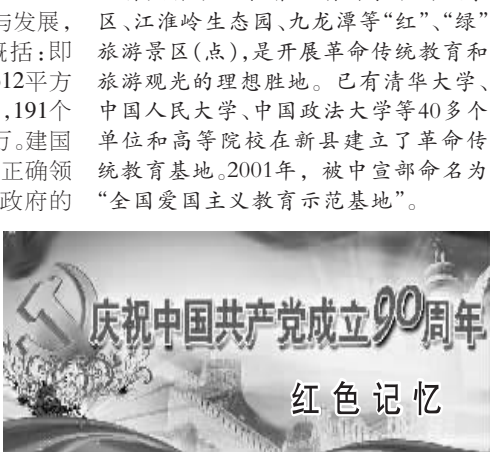 与发展，
括：即
12平方
，191个
万。建国
正确领
政府的
区、江淮岭生态园、九龙潭等“红”、“绿”
旅游景区（点），是开展革命传统教育和
旅游观光的理想胜地。已有清华大学、
中国人民大学、中国政法大学等40多个
单位和高等院校在新县建立了革命传
统教育基地。2001年，被中宣部命名为
“全国爱国主义教育示范基地”。
庆祝中国共产党成立90周年
红色记忆